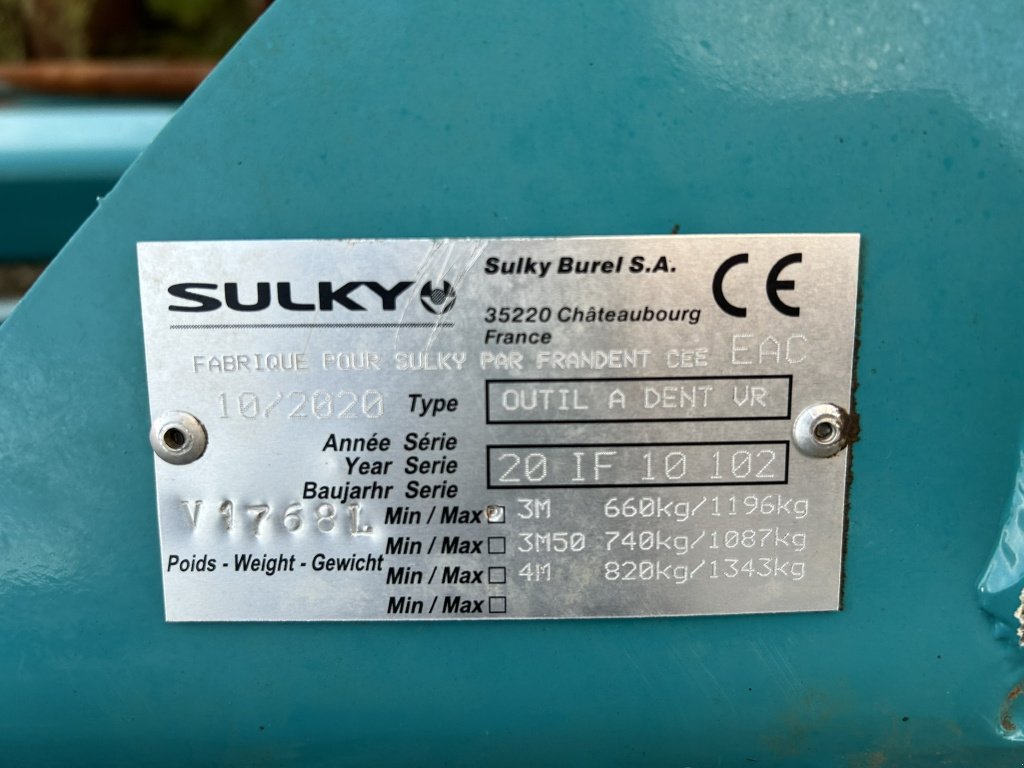 SULKY
Sulky Burel S.A.
35220 Châteaubourg
France
CE
FABRIQUE POUR SULKY PAR FRANDENT CEE EAC
10/2020 Type OUTIL A DENT VR
Année Série
Year Serie 20 IF 10 102
Baujarhr Serie
V1768L
Min / Max 3M 660kg/1196kg
Min / Max 3M50 740kg/1087kg
Poids - Weight - Gewicht
Min / Max 4M 820kg/1343kg
Min / Max